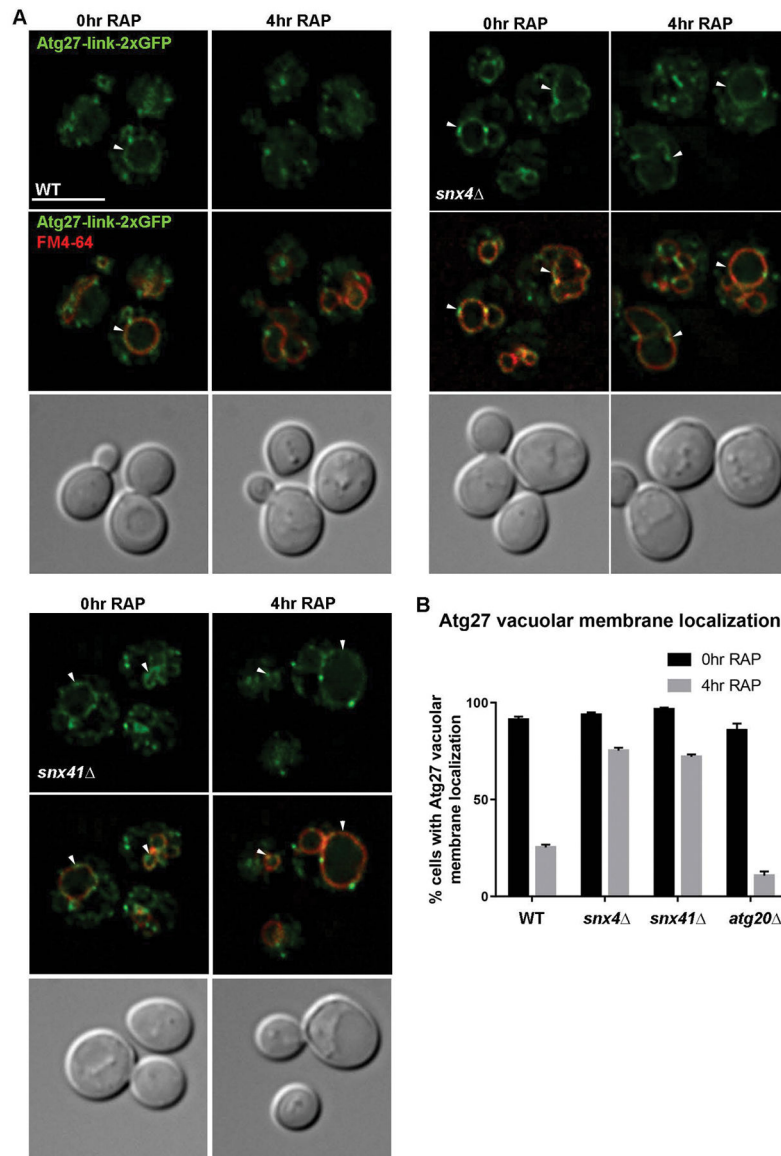 A
0hr RAP
4hr RAP
0hr RAP
4hr RAP
Atg27-link-2xGFP
WT
snx4Δ
Atg27-link-2xGFP
FM4-64
0hr RAP
4hr RAP
snx41Δ
B
Atg27 vacuolar membrane localization
0hr RAP
4hr RAP
% cells with Atg27 vacuolar
membrane localization
100
50
0
WT
snx4Δ
snx41Δ
atg20Δ